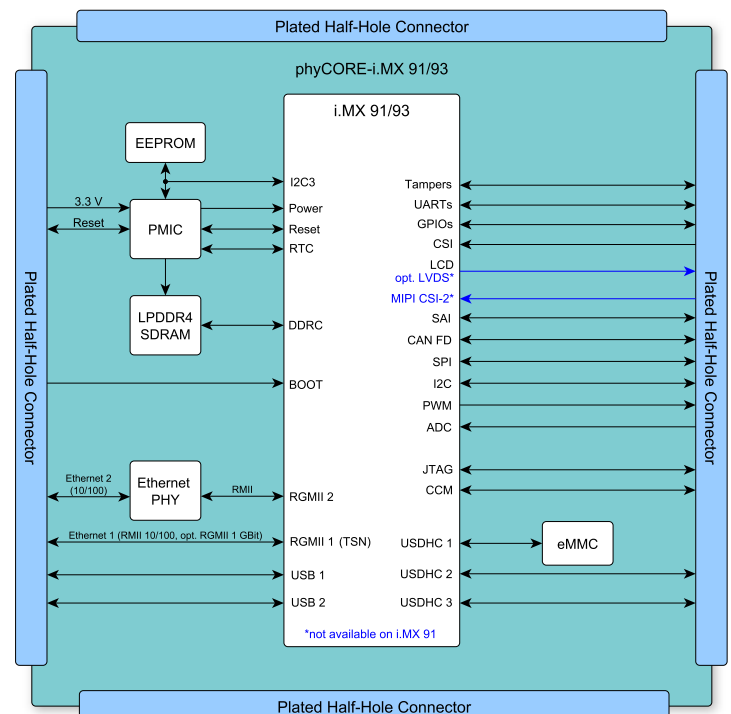 Plated Half-Hole Connector
phyCORE-i.MX 91/93
i.MX 91/93
Plated Half-Hole Connector
EEPROM
3.3 V
Reset
PMIC
LPDDR4
SDRAM
Ethernet 2
(10/100)
Ethernet
PHY
RMII
Ethernet 1 (RMII 10/100, opt. RGMII 1 GBit)
I2C3
Power
Reset
RTC
DDRC
BOOT
RGMII 2
RGMII 1 (TSN)
USB 1
USB 2
Tampers
UARTs
GPIOs
CSI
LCD
opt. LVDS*
MIPI CSI-2*
SAI
CAN FD
SPI
I2C
PWM
ADC
JTAG
CCM
USDHC 1
USDHC 2
USDHC 3
*not available on i.MX 91
eMMC
Plated Half-Hole Connector
Plated Half-Hole Connector